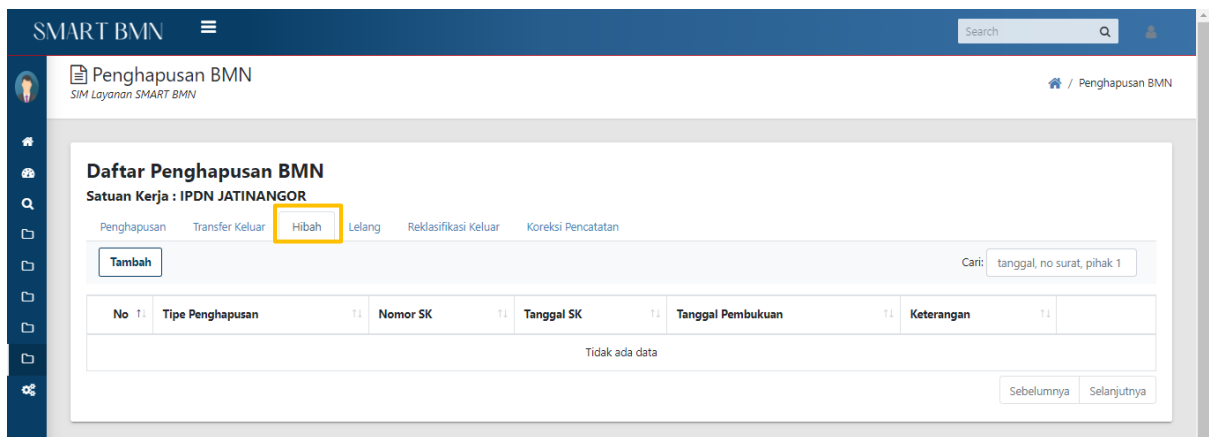 SMART BMN
Search
Penghapusan BMN
SIM Layanan SMART BMN
/ Penghapusan BMN
Daftar Penghapusan BMN
Satuan Kerja : IPDN JATINANGOR
Penghapusan Transfer Keluar Hibah Lelang Reklasifikasi Keluar Koreksi Pencatatan
Tambah
Cari: tanggal, no surat, pihak 1
No Tipe Penghapusan Nomor SK Tanggal SK Tanggal Pembukuan Keterangan
Tidak ada data
Sebelumnya Selanjutnya